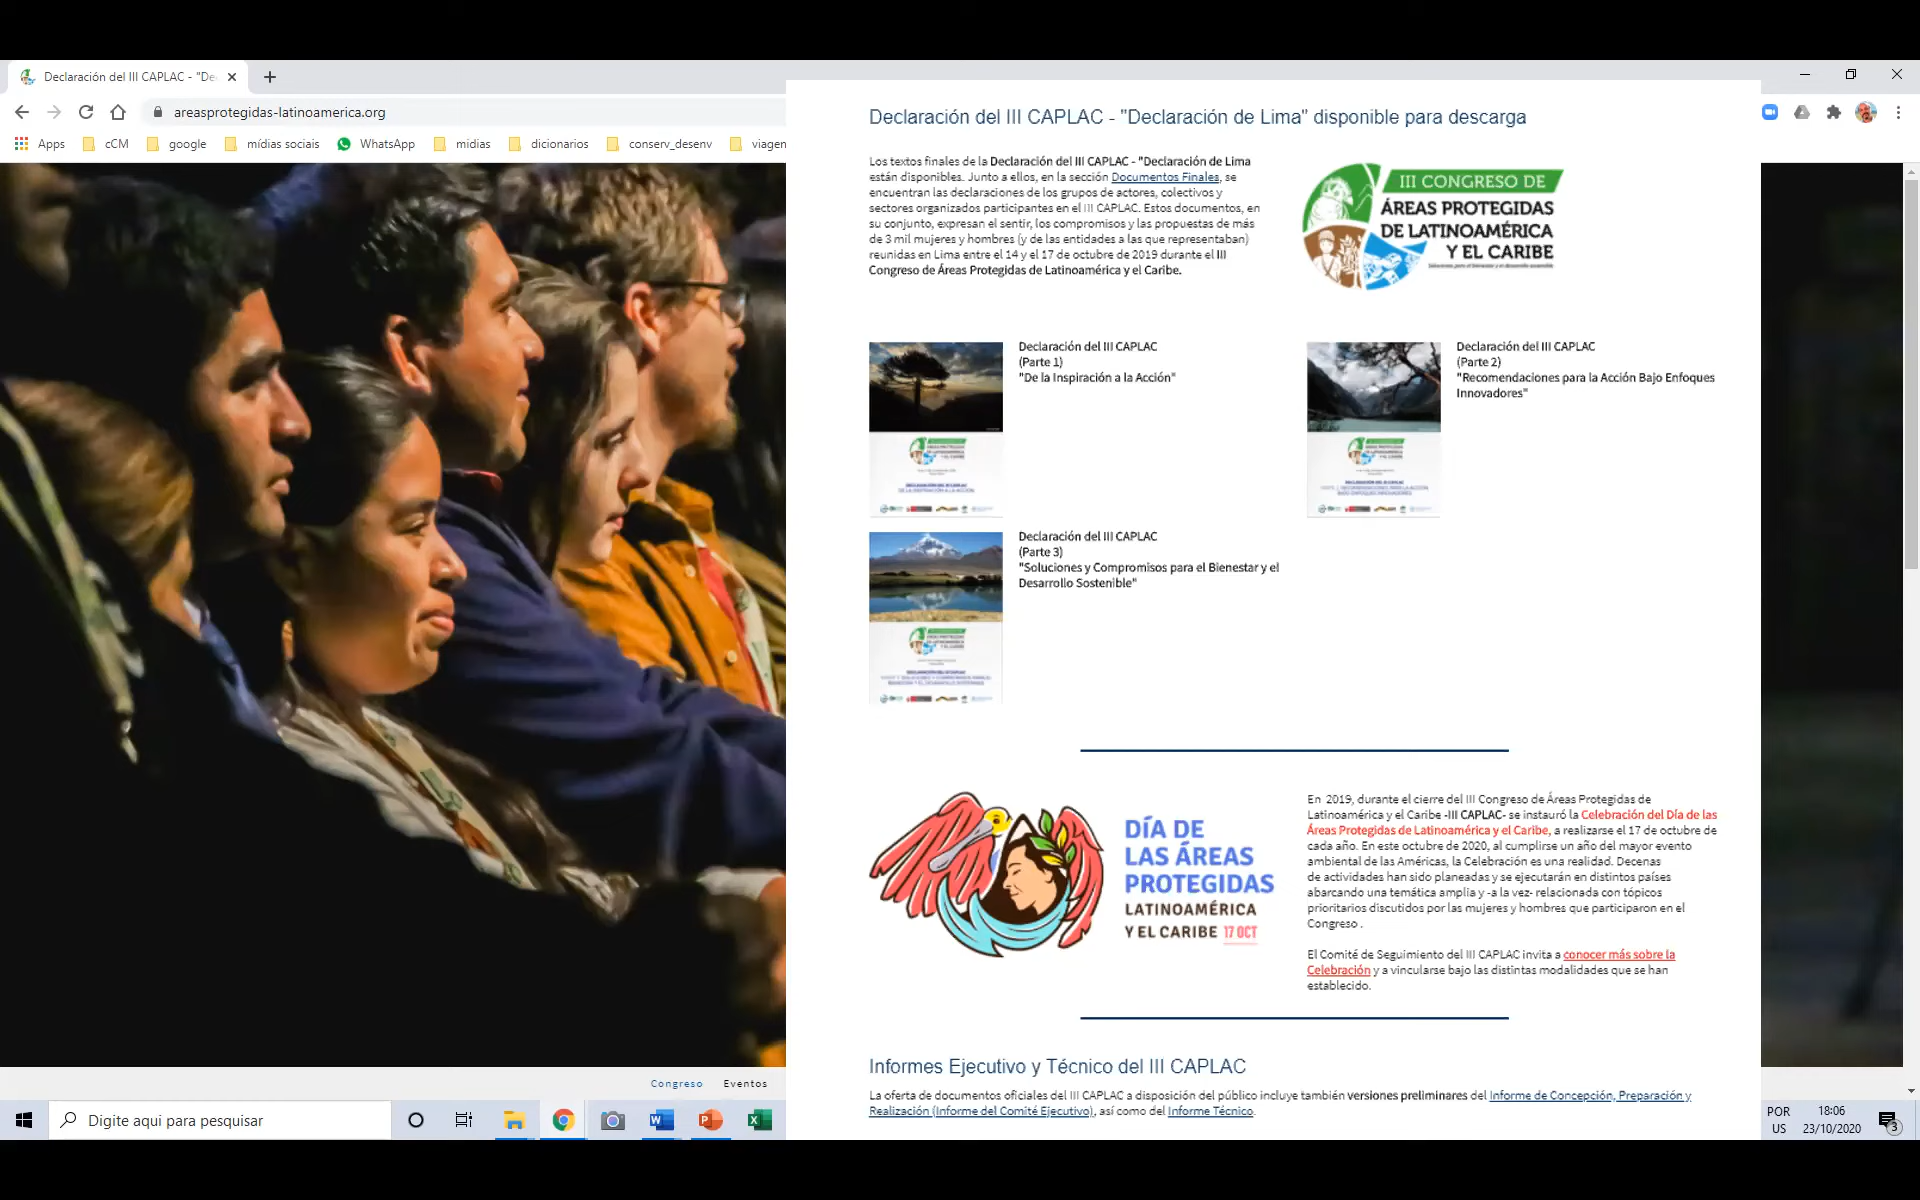 Declaración del III CAPLAC - "De
areasprotegidas-latinoamerica.org
Apps
cCM
google
mídias sociais
WhatsApp
midias
dicionarios
conserv_desenv
viagen
Declaración del III CAPLAC - "Declaración de Lima" disponible para descarga
Los textos finales de la Declaración del III CAPLAC - "Declaración de Lima
están disponibles. Junto a ellos, en la sección Documentos Finales, se
encuentran las declaraciones de los grupos de actores, colectivos y
sectores organizados participantes en el III CAPLAC. Estos documentos, en
su conjunto, expresan el sentir, los compromisos y las propuestas de más
de 3 mil mujeres y hombres (y de las entidades a las que representaban)
reunidas en Lima entre el 14 y el 17 de octubre de 2019 durante el III
Congreso de Áreas Protegidas de Latinoamérica y el Caribe.
III CONGRESO DE
ÁREAS PROTEGIDAS
DE LATINOAMÉRICA
Y EL CARIBE
Declaración del III CAPLAC
(Parte 1)
"De la Inspiración a la Acción"
Declaración del III CAPLAC
(Parte 2)
"Recomendaciones para la Acción Bajo Enfoques
Innovadores"
Declaración del III CAPLAC
(Parte 3)
"Soluciones y Compromisos para el Bienestar y el
Desarrollo Sostenible"
DÍA DE
LAS ÁREAS
PROTEGIDAS
LATINOAMÉRICA
Y EL CARIBE 17 OCT
En 2019, durante el cierre del III Congreso de Áreas Protegidas de
Latinoamérica y el Caribe -III CAPLAC- se instauró la Celebración del Día de las
Áreas Protegidas de Latinoamérica y el Caribe, a realizarse el 17 de octubre de
cada año. En este octubre de 2020, al cumplirse un año del mayor evento
ambiental de las Américas, la Celebración es una realidad. Decenas
de actividades han sido planeadas y se ejecutarán en distintos países
abarcando una temática amplia y -a la vez- relacionada con tópicos
prioritarios discutidos por las mujeres y hombres que participaron en el
Congreso .
El Comité de Seguimiento del III CAPLAC invita a conocer más sobre la
Celebración y a vincularse bajo las distintas modalidades que se han
establecido.
Informes Ejecutivo y Técnico del III CAPLAC
La oferta de documentos oficiales del III CAPLAC a disposición del público incluye también versiones preliminares del Informe de Concepción, Preparación y
Realización (Informe del Comité Ejecutivo), así como del Informe Técnico.
Congreso
Eventos
Digite aqui para pesquisar
POR
US
18:06
23/10/2020
3